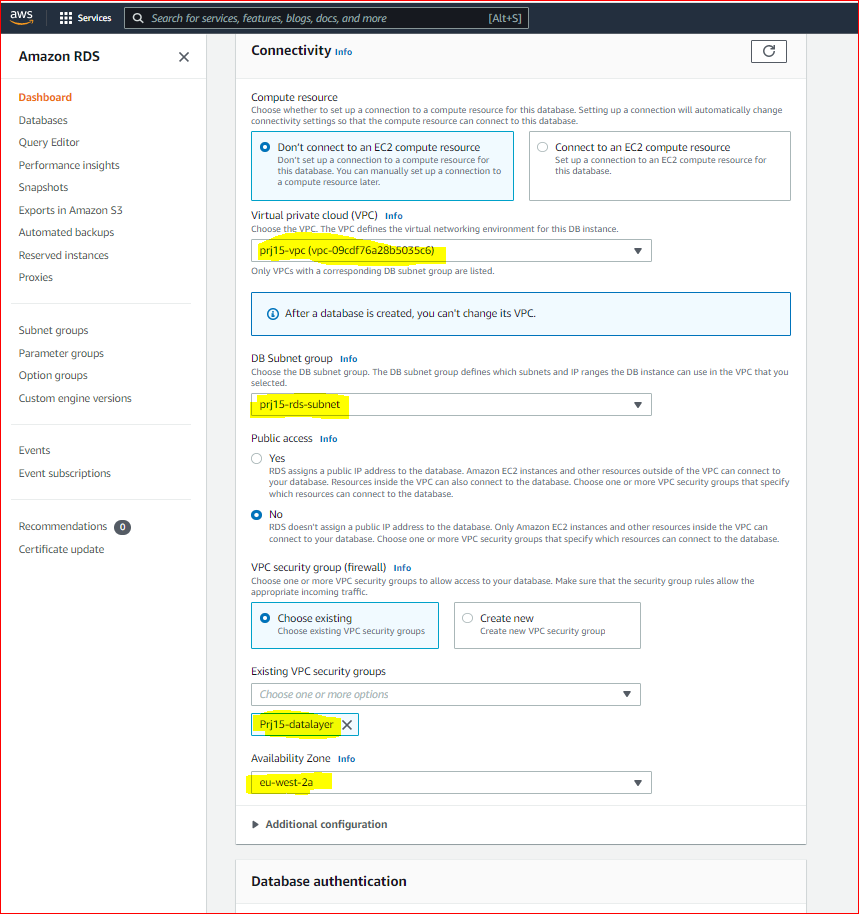 aws
Services
Search for services, features, blogs, docs, and more
[Alt+S]
Amazon RDS
Dashboard
Databases
Query Editor
Performance insights
Snapshots
Exports in Amazon S3
Automated backups
Reserved instances
Proxies
Subnet groups
Parameter groups
Option groups
Custom engine versions
Events
Event subscriptions
Recommendations 0
Certificate update
Connectivity Info
Compute resource
Choose whether to set up a connection to a compute resource for this database. Setting up a connection will automatically change
connectivity settings so that the compute resource can connect to this database.
Don't connect to an EC2 compute resource
Don't set up a connection to a compute resource for
this database. You can manually set up a connection to
a compute resource later.
Connect to an EC2 compute resource
Set up a connection to an EC2 compute resource for
this database.
Virtual private cloud (VPC) Info
Choose the VPC. The VPC defines the virtual networking environment for this DB instance.
prj15-vpc (vpc-09cdf76a28b5035c6)
Only VPCs with a corresponding DB subnet group are listed.
After a database is created, you can't change its VPC.
DB Subnet group Info
Choose the DB subnet group. The DB subnet group defines which subnets and IP ranges the DB instance can use in the VPC that you
selected.
prj15-rds-subnet
Public access Info
Yes
RDS assigns a public IP address to the database. Amazon EC2 instances and other resources outside of the VPC can connect to
your database. Resources inside the VPC can also connect to the database. Choose one or more VPC security groups that specify
which resources can connect to the database.
No
RDS doesn't assign a public IP address to the database. Only Amazon EC2 instances and other resources inside the VPC can
connect to your database. Choose one or more VPC security groups that specify which resources can connect to the database.
VPC security group (firewall) Info
Choose one or more VPC security groups to allow access to your database. Make sure that the security group rules allow the
appropriate incoming traffic.
Choose existing
Choose existing VPC security groups
Create new
Create new VPC security group
Existing VPC security groups
Choose one or more options
Prj15-datalayer
Availability Zone Info
eu-west-2a
Additional configuration
Database authentication